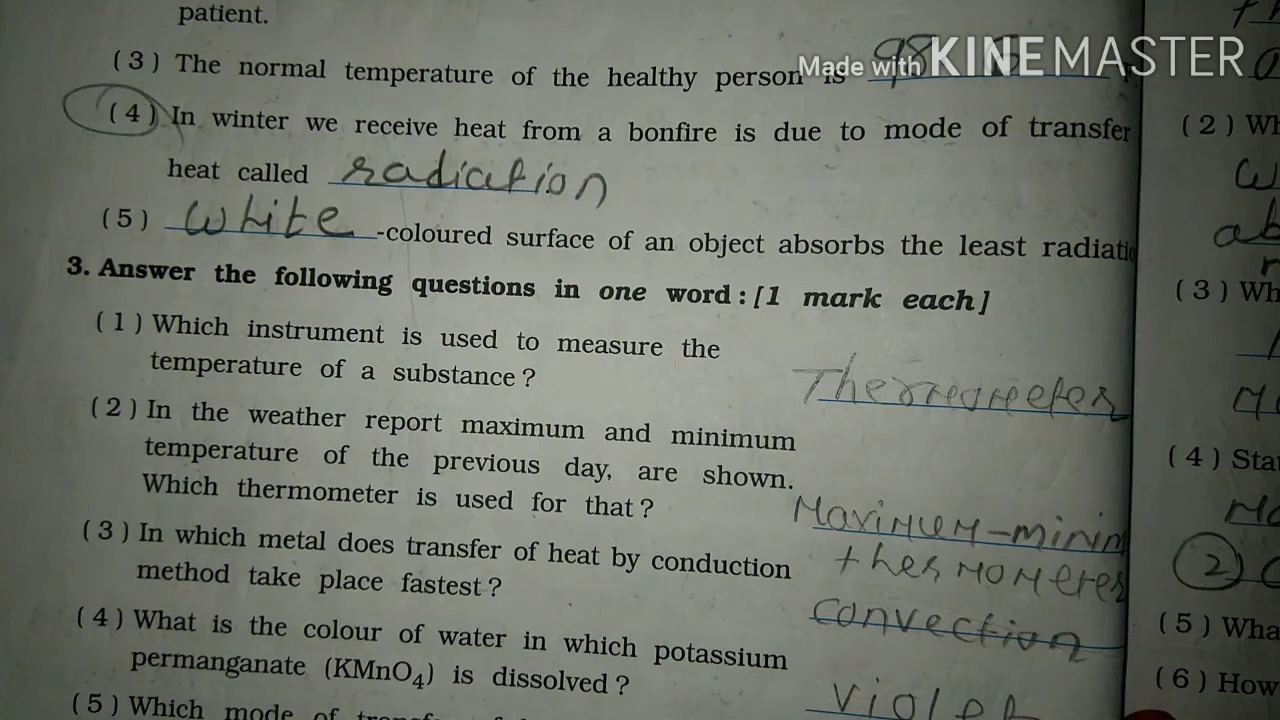 patient.
(3) The normal temperature of the healthy person is 98
Made with KINEMASTER
(4) In winter we receive heat from a bonfire is due to mode of transfer
heat called radiation
(5) white -coloured surface of an object absorbs the least
3. Answer the following questions in one word : [1 mark each]
(1) Which instrument is used to measure the
temperature of a substance?
Thermometer
(2) In the weather report maximum and minimum
temperature of the previous day, are shown.
Which thermometer is used for that?
Maximum-minim
thermometer
(3) In which metal does transfer of heat by conduction
method take place fastest?
convection
(4) What is the colour of water in which potassium
permanganate (KMnO₄) is dissolved?
violet
(5) Which mode of
(2)
(3)
(4)
2)
(5)
(6) How